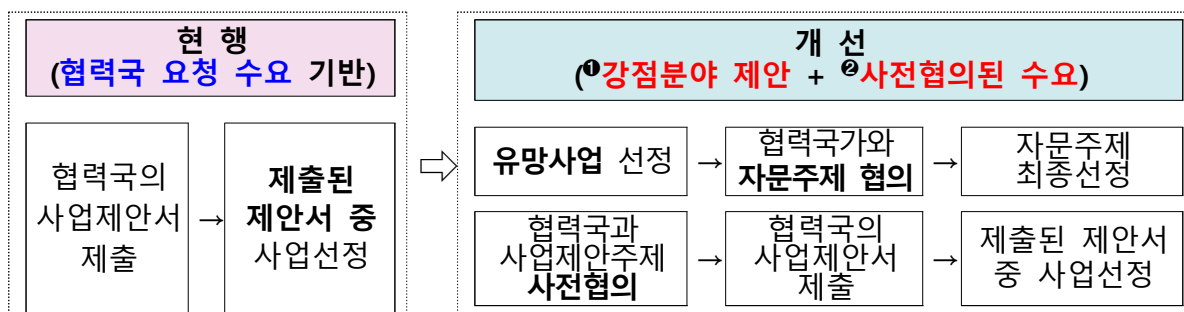 현 행
(협력국 요청 수요 기반)
협력국의
사업제안서
제출
→
제출된
제안서 중
사업선정
⇨
개 선
(❶강점분야 제안 + ❷사전협의된 수요)
유망사업 선정
→
협력국가와
자문주제 협의
→
자문주제
최종선정
협력국과
사업제안주제
사전협의
→
협력국의
사업제안서
제출
→
제출된 제안서
중 사업선정